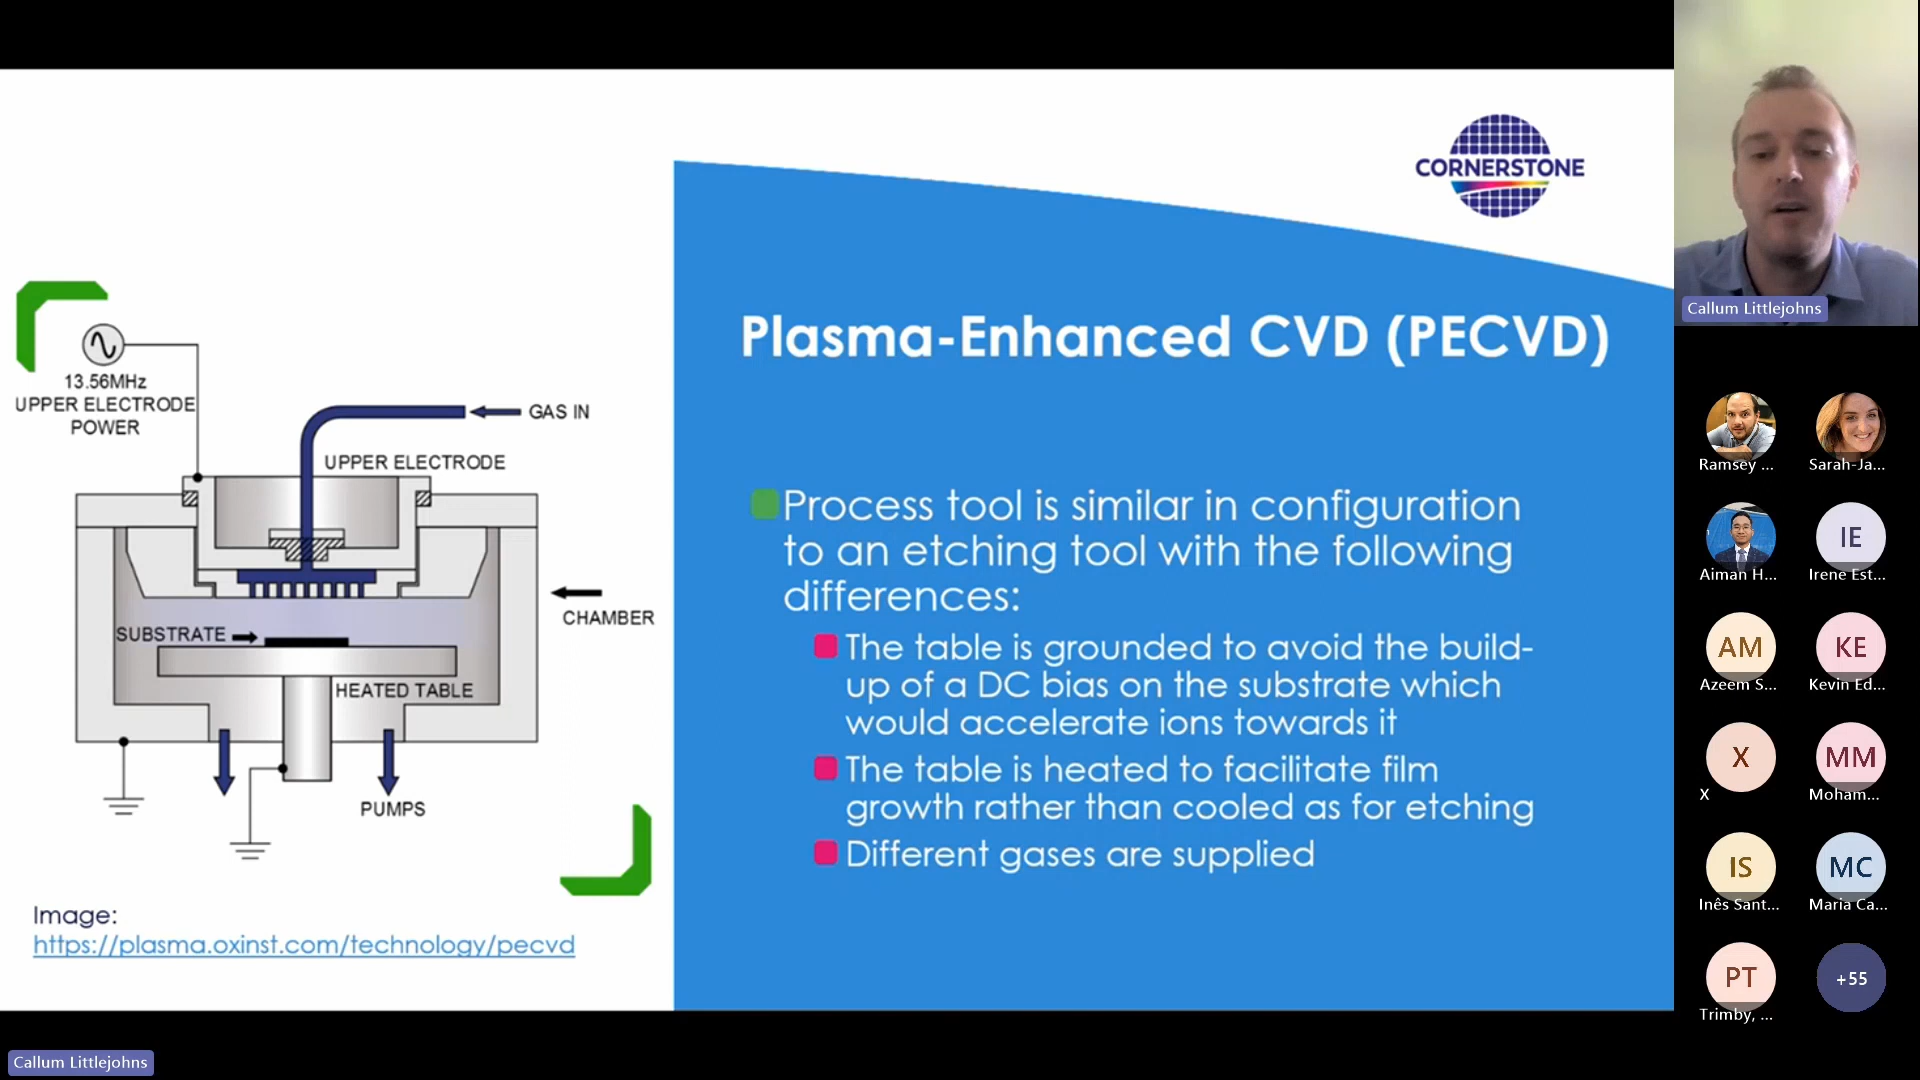 CORNERSTONE
Plasma-Enhanced CVD (PECVD)
Process tool is similar in configuration
to an etching tool with the following
differences:
The table is grounded to avoid the build-
up of a DC bias on the substrate which
would accelerate ions towards it
The table is heated to facilitate film
growth rather than cooled as for etching
Different gases are supplied
13.56MHz
UPPER ELECTRODE
POWER
GAS IN
UPPER ELECTRODE
CHAMBER
SUBSTRATE
HEATED TABLE
PUMPS
Image:
https://plasma.oxinst.com/technology/pecvd
Callum Littlejohns
Callum Littlejohns
Ramsey ...
Sarah-Ja...
Aiman H...
IE
Irene Est...
AM
Azeem S...
KE
Kevin Ed...
X
X
MM
Moham...
IS
Inês Sant...
MC
Maria Ca...
PT
Trimby, ...
+55